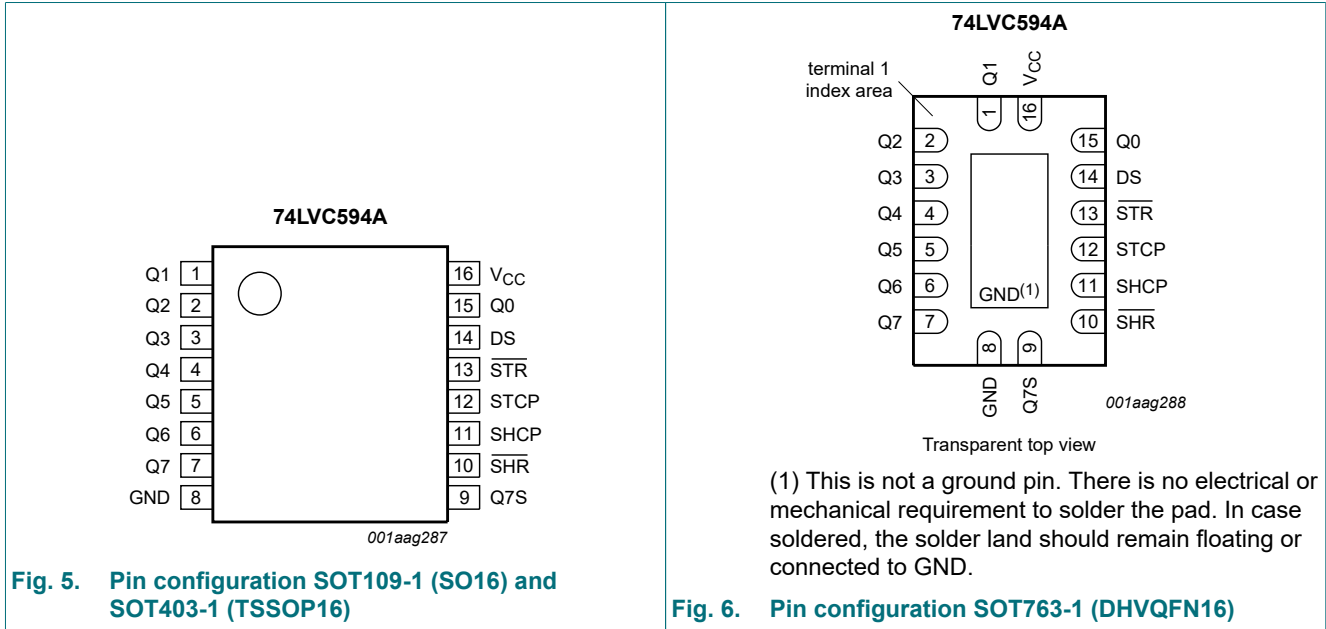 74LVC594A
Q1 1
Q2 2
Q3 3
Q4 4
Q5 5
Q6 6
Q7 7
GND 8
16 VCC
15 Q0
14 DS
13 STR
12 STCP
11 SHCP
10 SHR
9 Q7S
001aag287
Fig. 5. Pin configuration SOT109-1 (SO16) and
SOT403-1 (TSSOP16)
74LVC594A
terminal 1
index area
Q1
VCC
1
16
Q2 2
Q3 3
Q4 4
Q5 5
Q6 6
Q7 7
15 Q0
14 DS
13 STR
12 STCP
11 SHCP
10 SHR
GND(1)
8
9
GND
Q7S
001aag288
Transparent top view
(1) This is not a ground pin. There is no electrical or
mechanical requirement to solder the pad. In case
soldered, the solder land should remain floating or
connected to GND.
Fig. 6. Pin configuration SOT763-1 (DHVQFN16)